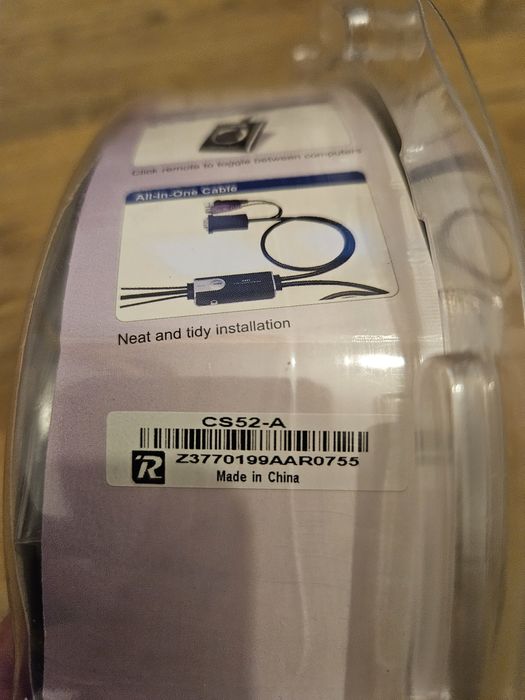 Click remote to toggle between computers
All-In-One Cable
Neat and tidy installation
CS52-A
R
Z3770199AAR0755
Made in China